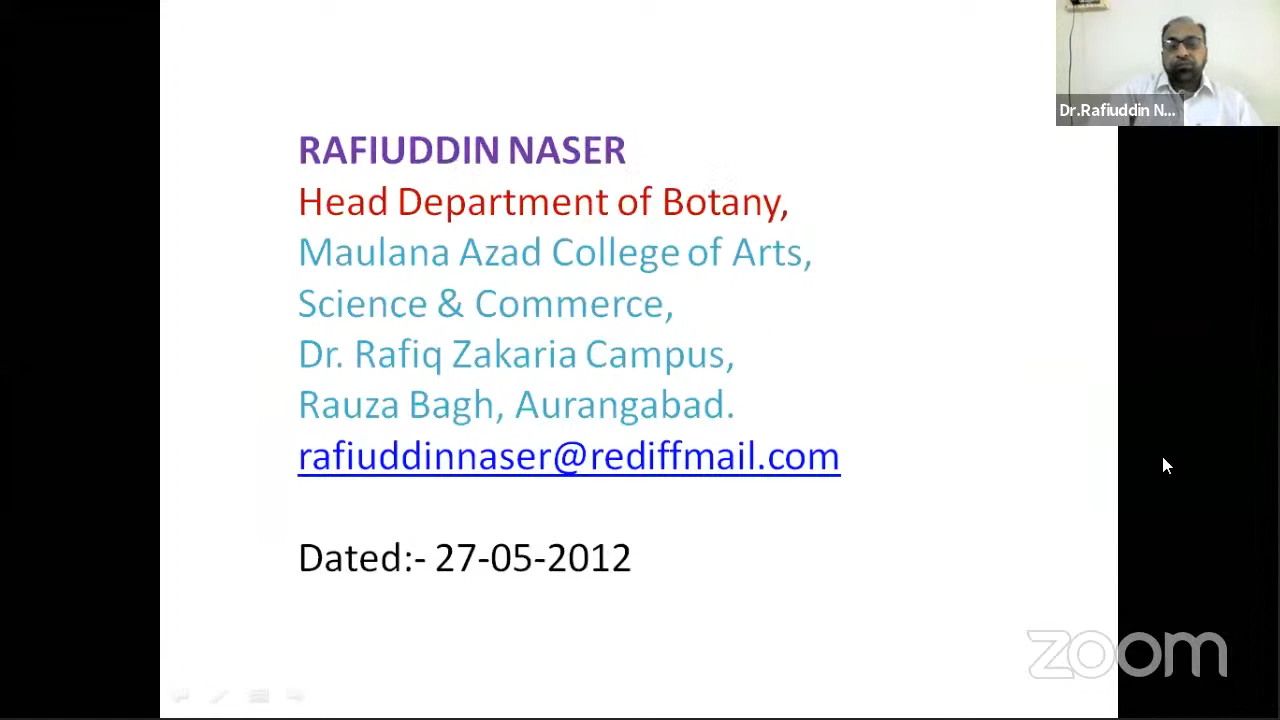 Dr.Rafiuddin N...
RAFIUDDIN NASER
Head Department of Botany,
Maulana Azad College of Arts,
Science & Commerce,
Dr. Rafiq Zakaria Campus,
Rauza Bagh, Aurangabad.
rafiuddinnaser@rediffmail.com
Dated:- 27-05-2012
zoom